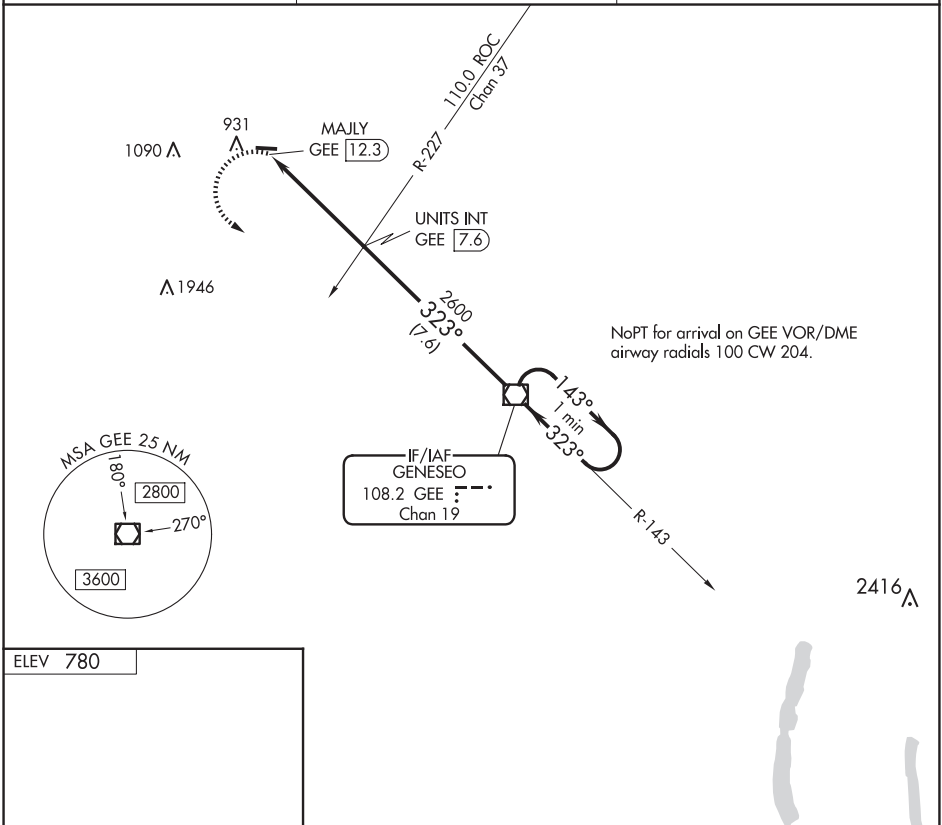 110.0 ROC
Chan 37
R-227
931
1090
MAJLY
GEE 12.3
UNITS INT
GEE 7.6
1946
2600
323°
(7.6)
NoPT for arrival on GEE VOR/DME
airway radials 100 CW 204.
143°
1 min
323°
IF/IAF
GENESEO
108.2 GEE
Chan 19
R-143
MSA GEE 25 NM
180°
2800
270°
3600
2416
ELEV 780